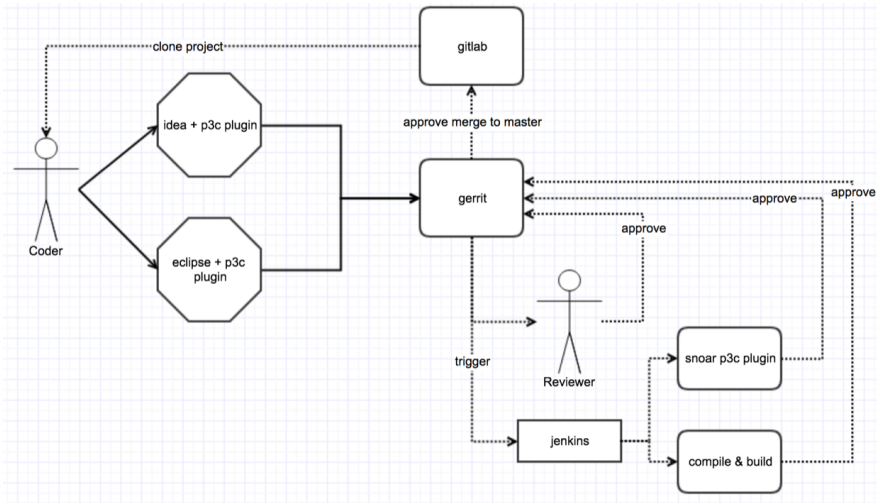 gitlab
clone project
idea + p3c plugin
approve merge to master
gerrit
approve
approve
approve
Coder
eclipse + p3c
plugin
trigger
Reviewer
snoar p3c plugin
jenkins
compile & build